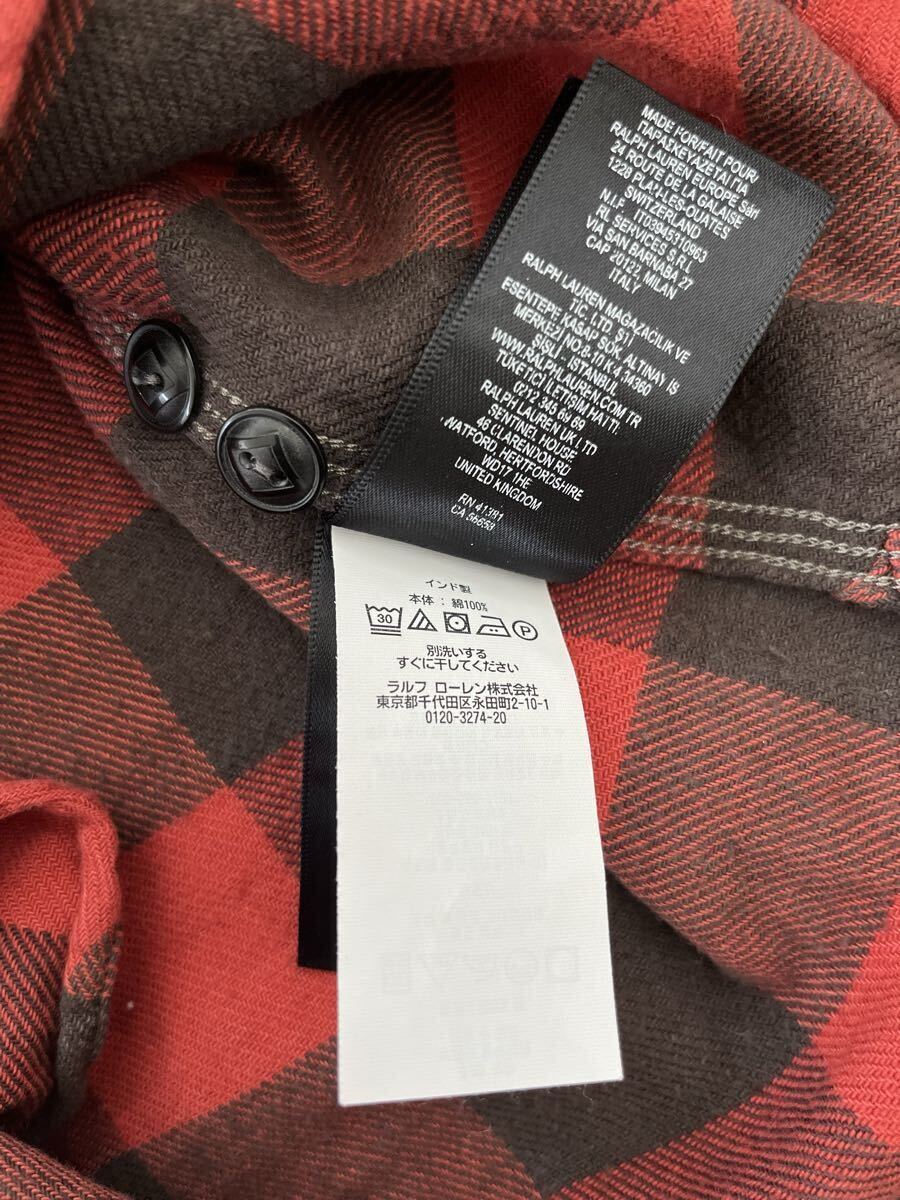 MADE FOR/FAIT POUR/
ΠΑΡΑΣΚΕΥΑΖΕΤΑΙ ΓΙΑ
RALPH LAUREN EUROPE Sàrl
24 ROUTE DE LA GALAISE
1228 PLAN-LES-OUATES
SWITZERLAND
N.I.F. IT03945310963
RL SERVICES S.R.L
VIA SAN BARNABA 27
CAP 20122, MILAN
ITALY
RALPH LAUREN MAGAZACILIK VE
TIC. LTD. STI
ESENTEPE KASAP SOK. ALTINAY IS
MERKEZI NO.8-10 K:4 34360
SISLI - ISTANBUL
WWW.RALPHLAUREN.COM.TR
TÜKETICI ILETISIM HATTI.
0212 345 69 69
RALPH LAUREN UK LTD
SENTINEL HOUSE
46 CLARENDON RD
WATFORD, HERTFORDSHIRE
WD17 1HE
UNITED KINGDOM
RN 41381
CA 56653
インド製
本体 : 綿100%
30
P
別洗いする
すぐに干してください
ラルフ ローレン株式会社
東京都千代田区永田町2-10-1
0120-3274-20